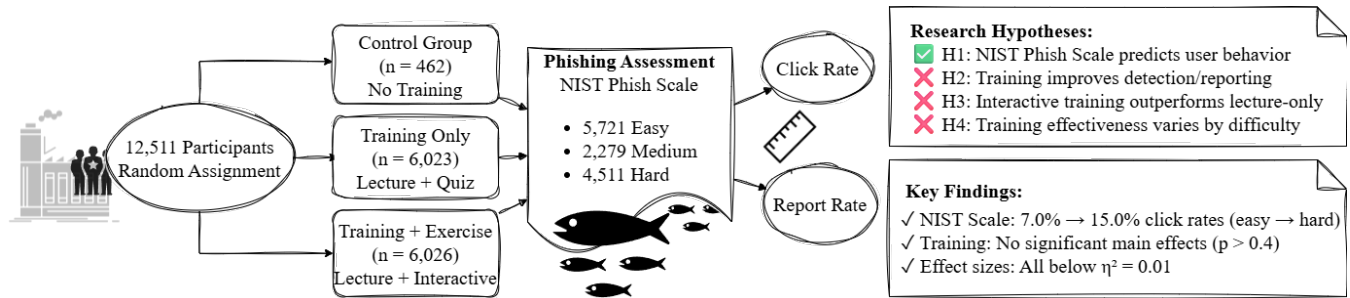 12,511 Participants
Random Assignment
Control Group
(n = 462)
No Training
Training Only
(n = 6,023)
Lecture + Quiz
Training + Exercise
(n = 6,026)
Lecture + Interactive
Phishing Assessment
NIST Phish Scale
• 5,721 Easy
• 2,279 Medium
• 4,511 Hard
Click Rate
Report Rate
Research Hypotheses:
✅ H1: NIST Phish Scale predicts user behavior
❌ H2: Training improves detection/reporting
❌ H3: Interactive training outperforms lecture-only
❌ H4: Training effectiveness varies by difficulty
Key Findings:
✓ NIST Scale: 7.0% → 15.0% click rates (easy → hard)
✓ Training: No significant main effects (p > 0.4)
✓ Effect sizes: All below η² = 0.01